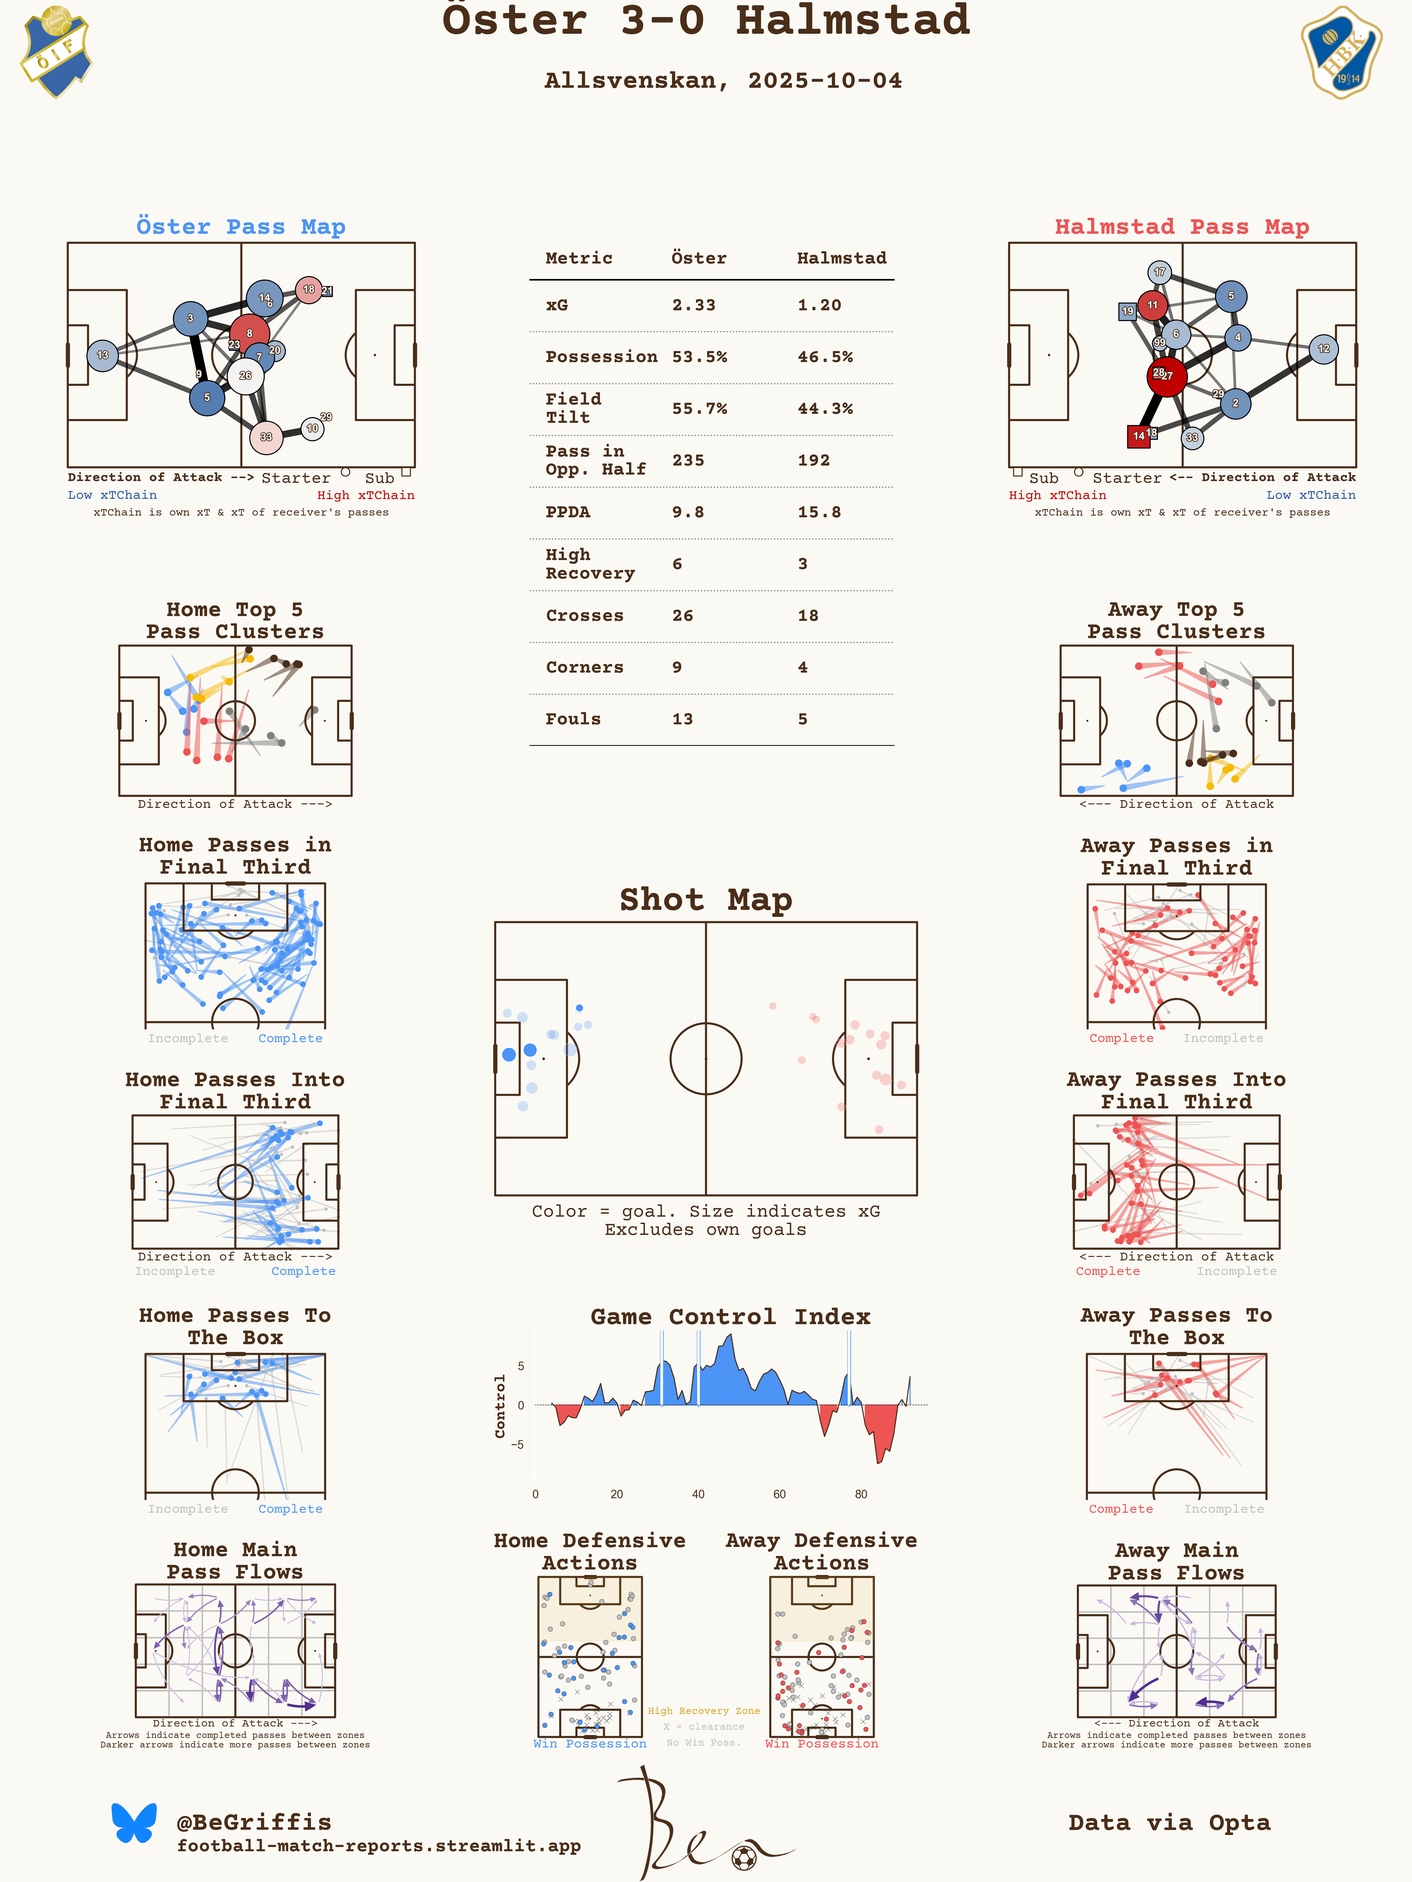 Öster 3-0 Halmstad
Allsvenskan, 2025-10-04
ÖIF
H.B.K.
19 14
Öster Pass Map
13
3
5
9
14
6
18
21
8
23
7
20
26
33
10
29
Direction of Attack --> Starter Sub
Low xTChain High xTChain
xTChain is own xT & xT of receiver's passes
Metric Öster Halmstad
xG 2.33 1.20
Possession 53.5% 46.5%
Field
Tilt 55.7% 44.3%
Pass in
Opp. Half 235 192
PPDA 9.8 15.8
High
Recovery 6 3
Crosses 26 18
Corners 9 4
Fouls 13 5
Halmstad Pass Map
17
11
19
5
6
99
4
12
28
27
29
2
14
18
33
Sub Starter <-- Direction of Attack
High xTChain Low xTChain
xTChain is own xT & xT of receiver's passes
Home Top 5
Pass Clusters
Direction of Attack --->
Away Top 5
Pass Clusters
<--- Direction of Attack
Home Passes in
Final Third
Incomplete Complete
Away Passes in
Final Third
Complete Incomplete
Shot Map
Color = goal. Size indicates xG
Excludes own goals
Home Passes Into
Final Third
Direction of Attack --->
Incomplete Complete
Away Passes Into
Final Third
<--- Direction of Attack
Complete Incomplete
Home Passes To
The Box
Incomplete Complete
Game Control Index
Control
5
0
−5
0 20 40 60 80
Away Passes To
The Box
Complete Incomplete
Home Main
Pass Flows
Direction of Attack --->
Arrows indicate completed passes between zones
Darker arrows indicate more passes between zones
Home Defensive
Actions
Win Possession
High Recovery Zone
X = clearance
No Win Poss.
Away Defensive
Actions
Win Possession
Away Main
Pass Flows
<--- Direction of Attack
Arrows indicate completed passes between zones
Darker arrows indicate more passes between zones
@BeGriffis
football-match-reports.streamlit.app
Ben
Data via Opta